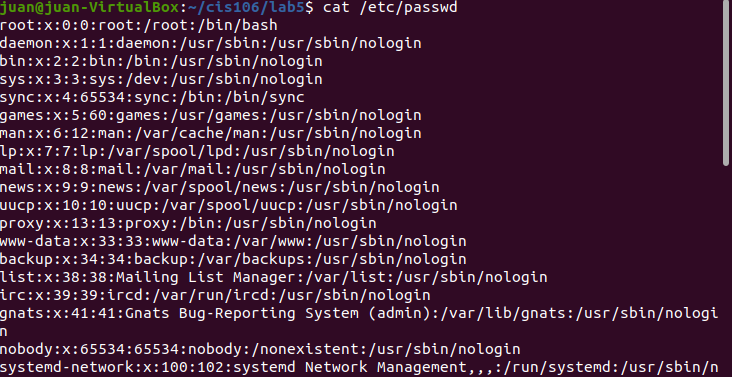 juan@juan-VirtualBox:~/cis106/lab5$ cat /etc/passwd
root:x:0:0:root:/root:/bin/bash
daemon:x:1:1:daemon:/usr/sbin:/usr/sbin/nologin
bin:x:2:2:bin:/bin:/usr/sbin/nologin
sys:x:3:3:sys:/dev:/usr/sbin/nologin
sync:x:4:65534:sync:/bin:/bin/sync
games:x:5:60:games:/usr/games:/usr/sbin/nologin
man:x:6:12:man:/var/cache/man:/usr/sbin/nologin
lp:x:7:7:lp:/var/spool/lpd:/usr/sbin/nologin
mail:x:8:8:mail:/var/mail:/usr/sbin/nologin
news:x:9:9:news:/var/spool/news:/usr/sbin/nologin
uucp:x:10:10:uucp:/var/spool/uucp:/usr/sbin/nologin
proxy:x:13:13:proxy:/bin:/usr/sbin/nologin
www-data:x:33:33:www-data:/var/www:/usr/sbin/nologin
backup:x:34:34:backup:/var/backups:/usr/sbin/nologin
list:x:38:38:Mailing List Manager:/var/list:/usr/sbin/nologin
irc:x:39:39:ircd:/var/run/ircd:/usr/sbin/nologin
gnats:x:41:41:Gnats Bug-Reporting System (admin):/var/lib/gnats:/usr/sbin/nologi
n
nobody:x:65534:65534:nobody:/nonexistent:/usr/sbin/nologin
systemd-network:x:100:102:systemd Network Management,,,:/run/systemd:/usr/sbin/n